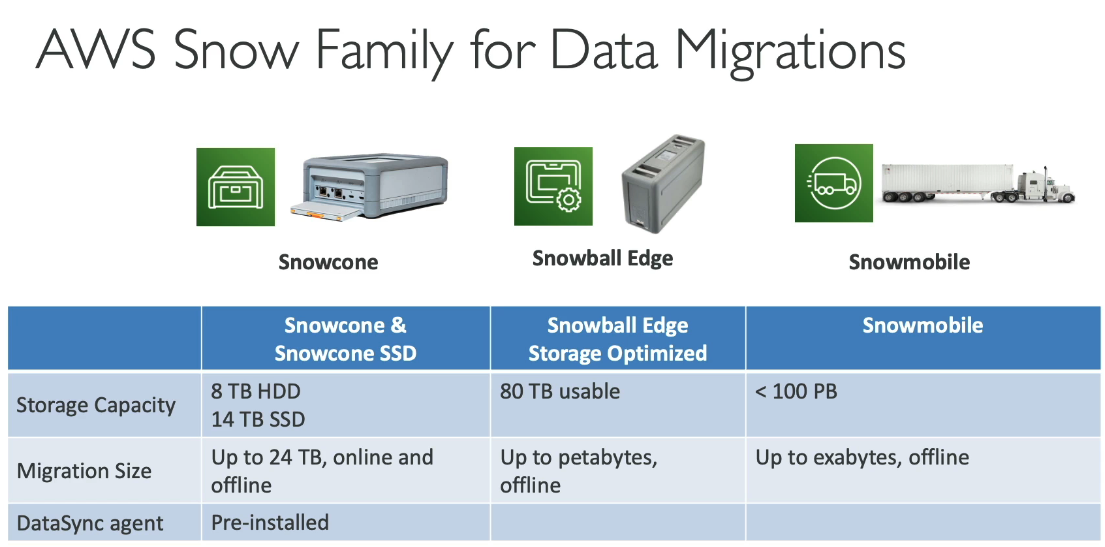 AWS Snow Family for Data Migrations
Snowcone
Snowball Edge
Snowmobile
Snowcone &
Snowcone SSD
Snowball Edge
Storage Optimized
Snowmobile
Storage Capacity
8 TB HDD
14 TB SSD
80 TB usable
< 100 PB
Migration Size
Up to 24 TB, online and
offline
Up to petabytes,
offline
Up to exabytes, offline
DataSync agent
Pre-installed